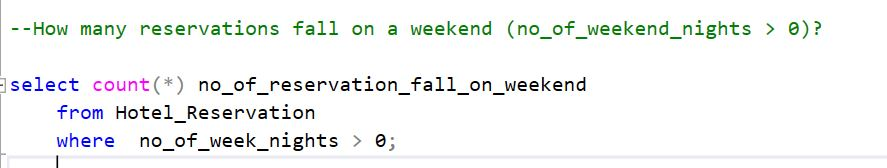 --How many reservations fall on a weekend (no_of_weekend_nights > 0)?
select count(*) no_of_reservation_fall_on_weekend
from Hotel_Reservation
where  no_of_week_nights > 0;